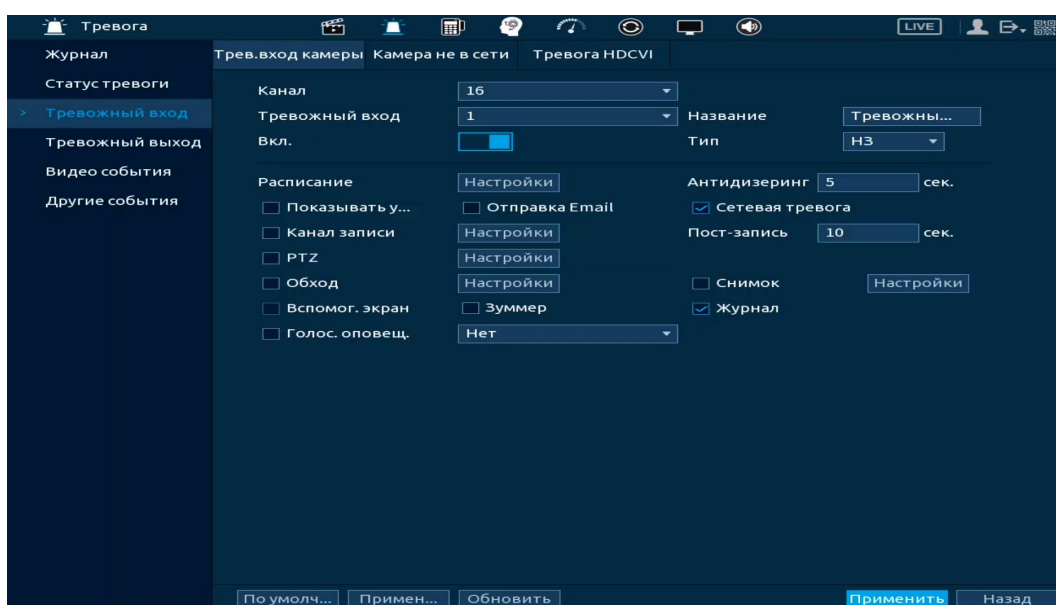 Тревога
LIVE
Журнал
Статус тревоги
> Тревожный вход
Тревожный выход
Видео события
Другие события
Трев.вход камеры Камера не в сети Тревога HDCVI
Канал 16
Тревожный вход 1 Название Тревожны...
Вкл. Тип НЗ
Расписание Настройки Антидизеринг 5 сек.
Показывать у... Отправка Email Сетевая тревога
Канал записи Настройки Пост-запись 10 сек.
PTZ Настройки
Обход Настройки Снимок Настройки
Вспомог. экран Зуммер Журнал
Голос. оповещ. Нет
По умолч... Примен... Обновить Применить Назад